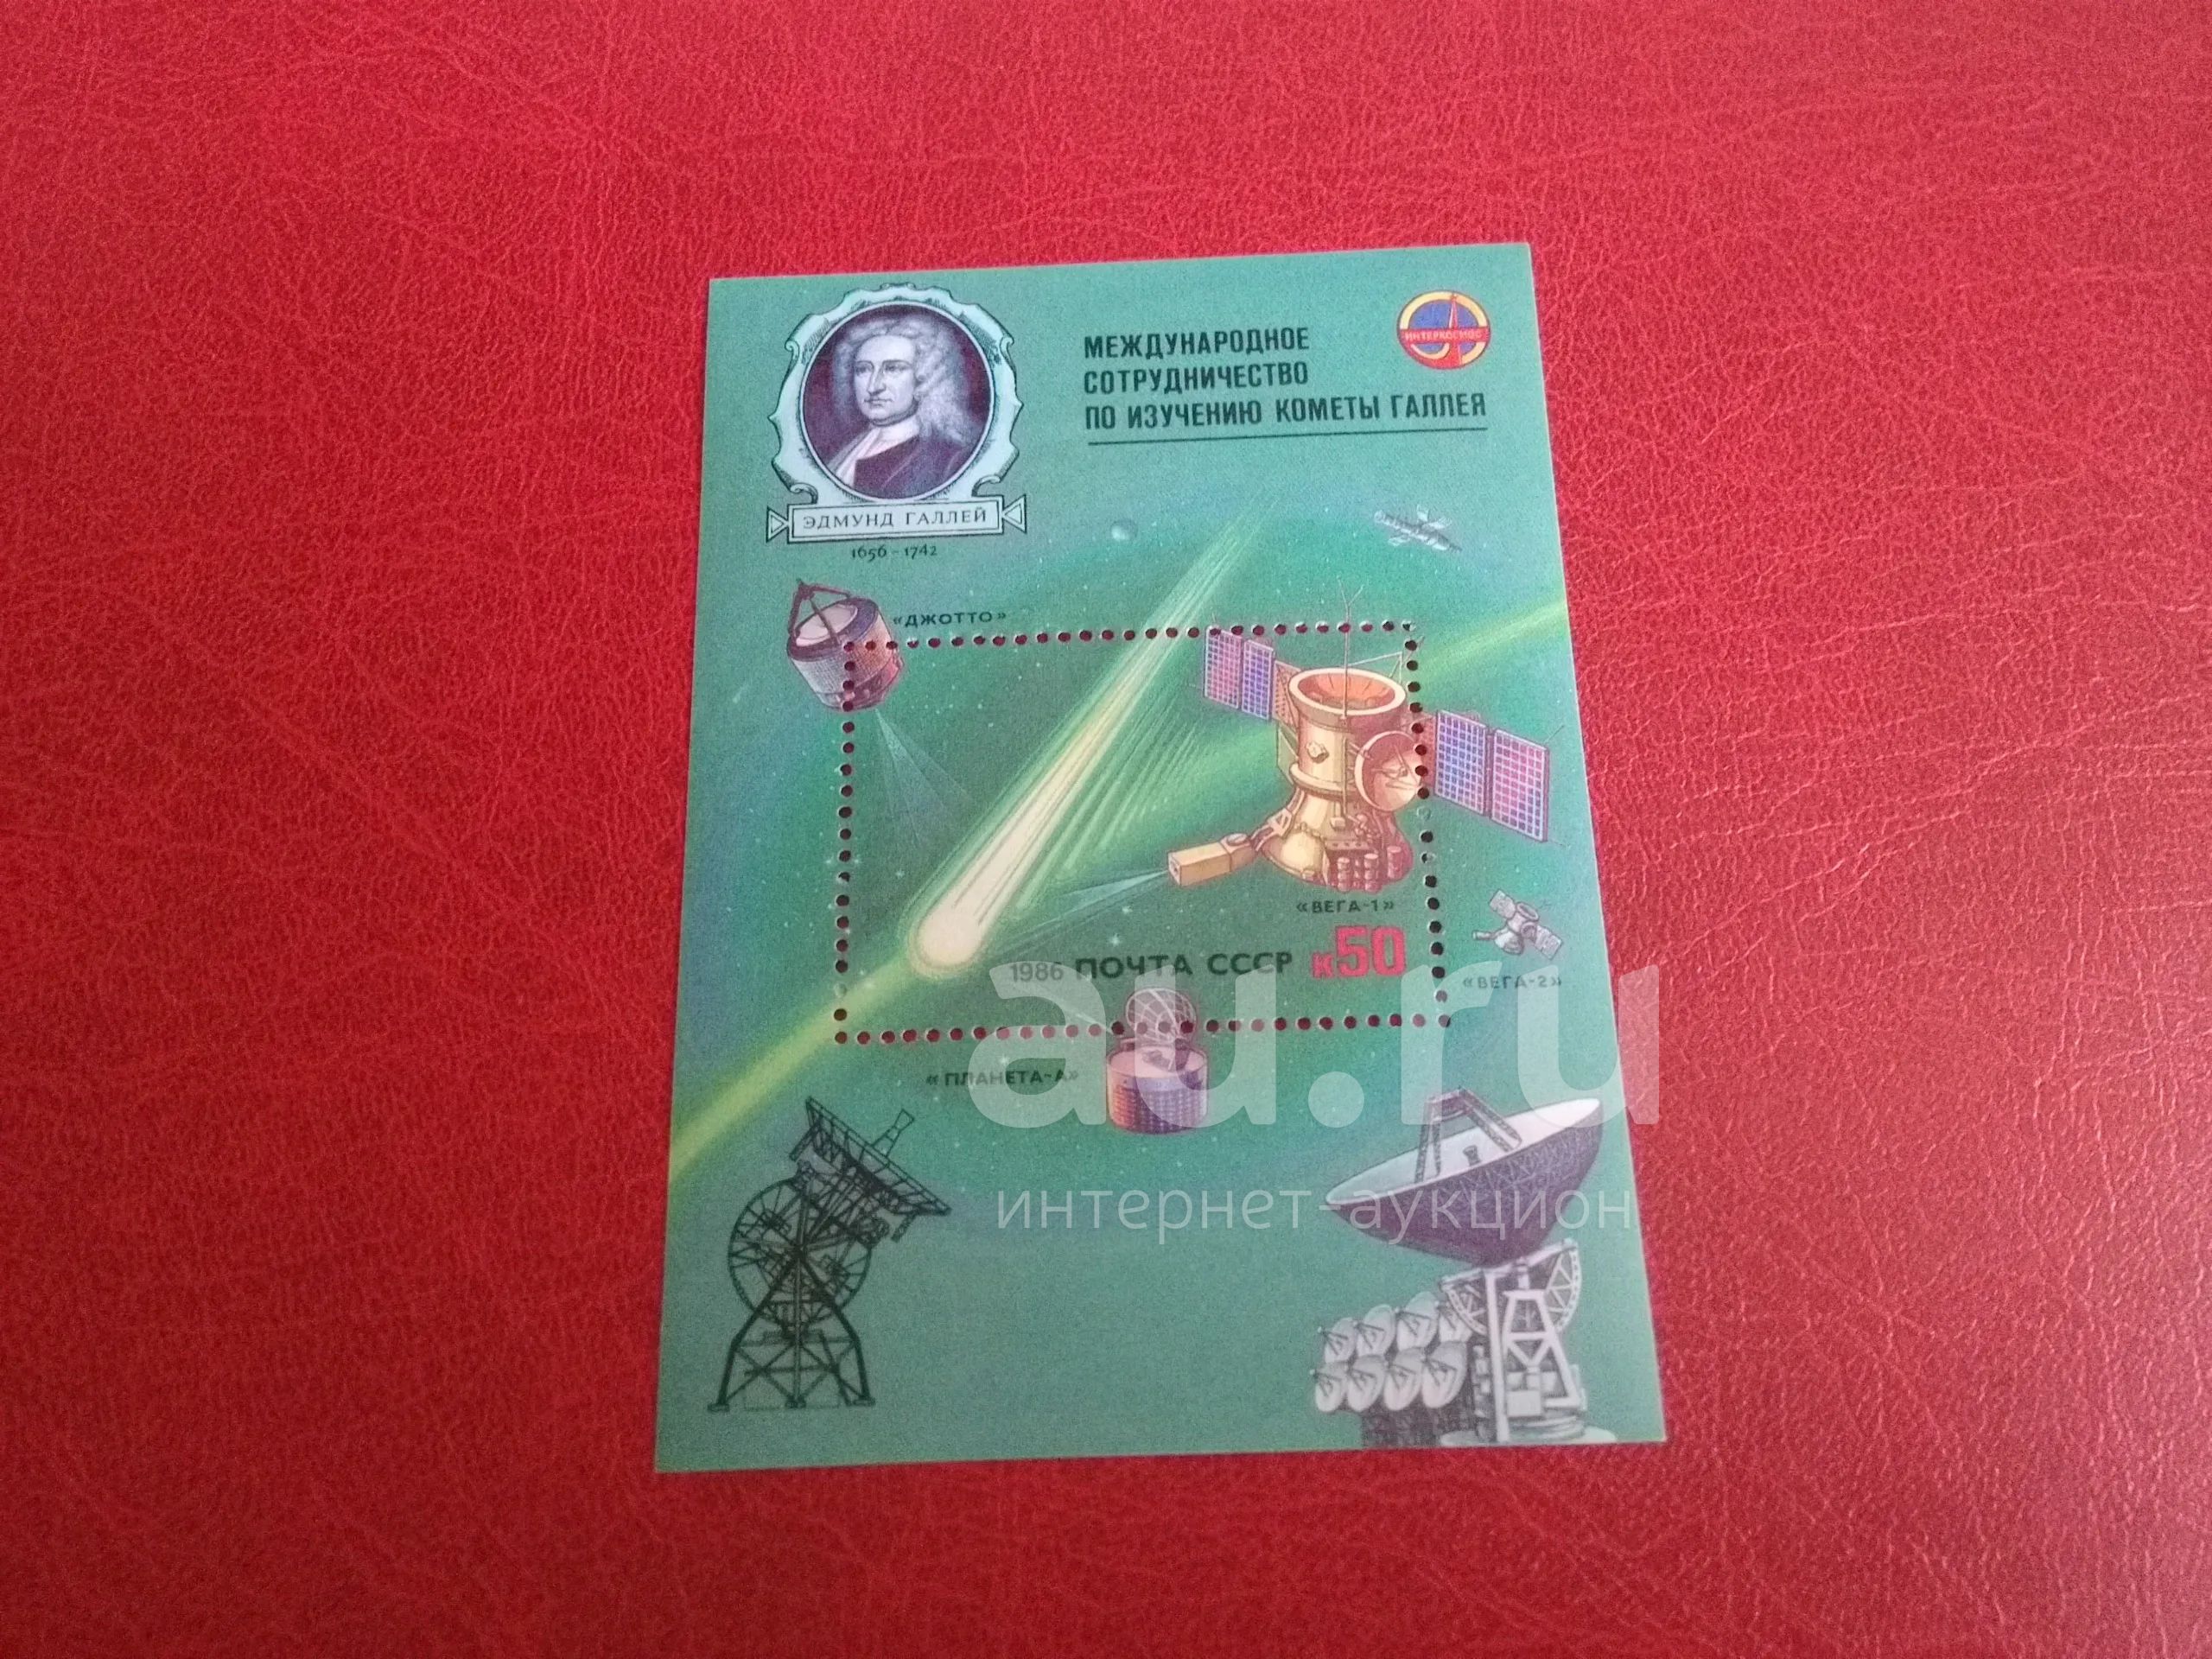 МЕЖДУНАРОДНОЕ
СОТРУДНИЧЕСТВО
ПО ИЗУЧЕНИЮ КОМЕТЫ ГАЛЛЕЯ
ИНТЕРКОСМОС
ЭДМУНД ГАЛЛЕЙ
1656 - 1742
«ДЖОТТО»
«ВЕГА-1»
1986 ПОЧТА СССР к50
«ВЕГА-2»
«ПЛАНЕТА-А»
au.ru
интернет-аукцион